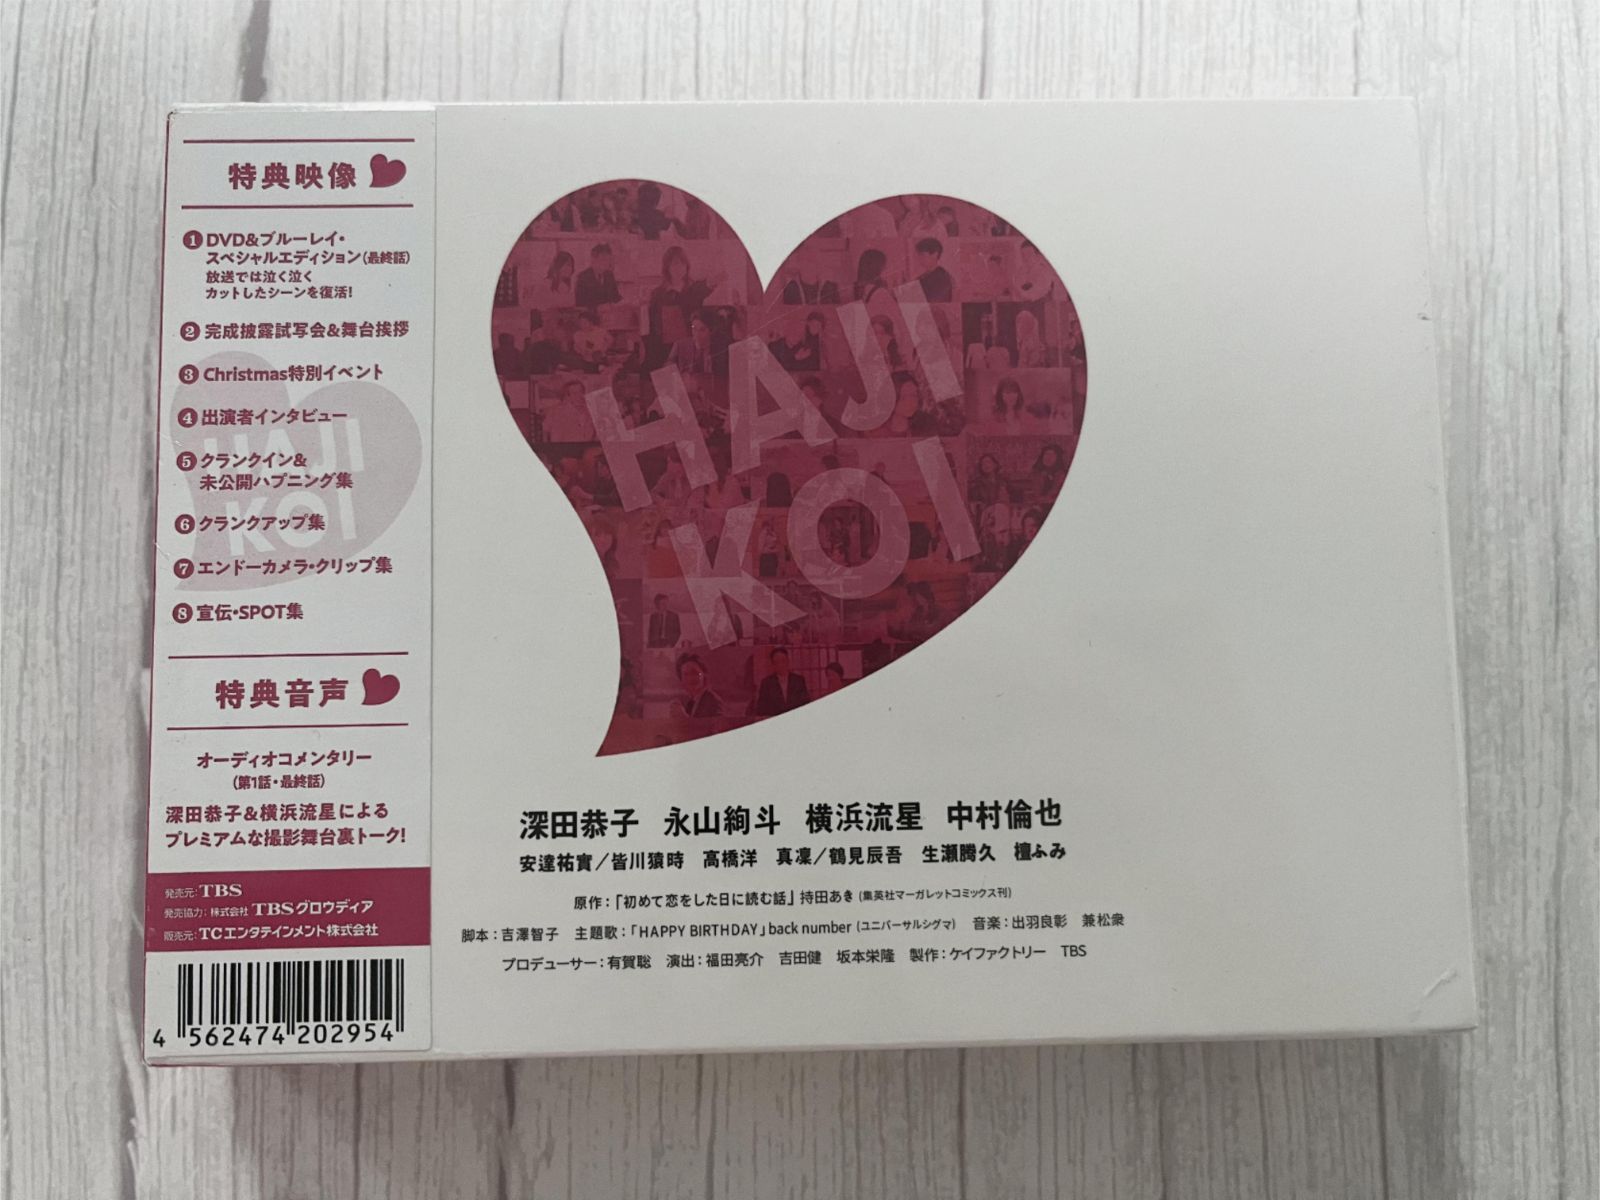 特典映像
❶DVD&ブルーレイ・
スペシャルエディション(最終話)
放送では泣く泣く
カットしたシーンを復活!
❷完成披露試写会&舞台挨拶
❸Christmas特別イベント
❹出演者インタビュー
❺クランクイン&
未公開ハプニング集
❻クランクアップ集
❼エンドーカメラ・クリップ集
❽宣伝・SPOT集
HAJI
KOI
特典音声
オーディオコメンタリー
(第1話・最終話)
深田恭子&横浜流星による
プレミアムな撮影舞台裏トーク!
発売元:TBS
発売協力:株式会社 TBSグロウディア
販売元:TCエンタテインメント株式会社
4 562474 202954
HAJI
KOI
深田恭子 永山絢斗 横浜流星 中村倫也
安達祐實/皆川猿時 高橋洋 真凜/鶴見辰吾 生瀬勝久 檀ふみ
原作:「初めて恋をした日に読む話」持田あき(集英社マーガレットコミックス刊)
脚本:吉澤智子 主題歌:「HAPPY BIRTHDAY」back number(ユニバーサルシグマ) 音楽:出羽良彰 兼松衆
プロデューサー:有賀聡 演出:福田亮介 吉田健 坂本栄隆 製作:ケイファクトリー TBS